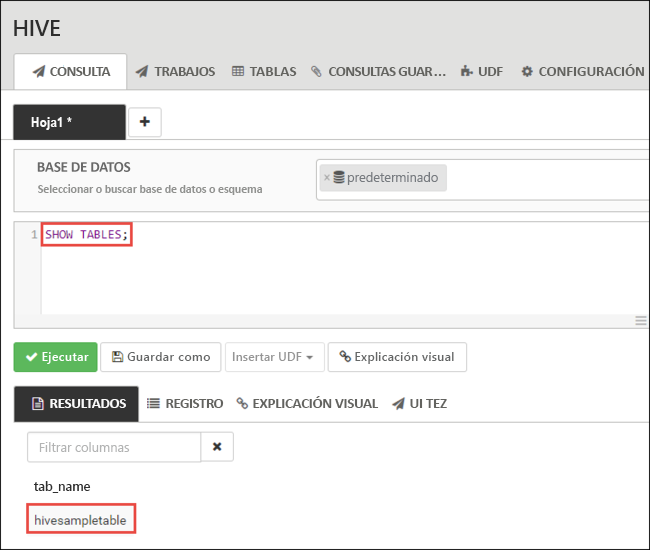 HIVE
CONSULTA TRABAJOS TABLAS CONSULTAS GUAR... UDF CONFIGURACIÓN
Hoja1 * +
BASE DE DATOS
Seleccionar o buscar base de datos o esquema
× predeterminado
1 SHOW TABLES;
Ejecutar Guardar como Insertar UDF Explicación visual
RESULTADOS REGISTRO EXPLICACIÓN VISUAL UI TEZ
Filtrar columnas
tab_name
hivesampletable